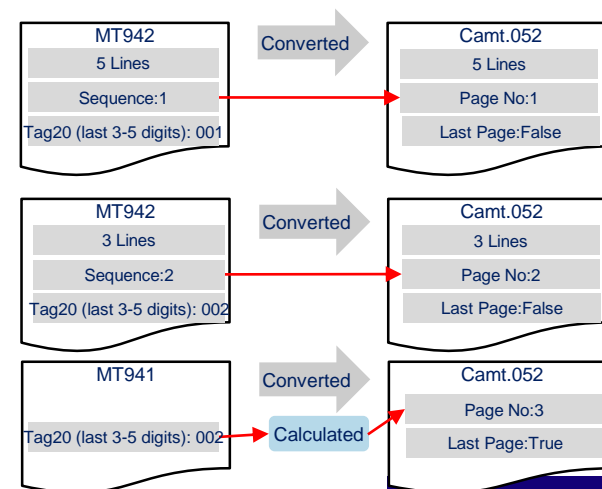 MT942
Converted
Camt.052
5 Lines
5 Lines
Sequence:1
Page No:1
Tag20 (last 3-5 digits): 001
Last Page:False
MT942
Converted
Camt.052
3 Lines
3 Lines
Sequence:2
Page No:2
Tag20 (last 3-5 digits): 002
Last Page:False
MT941
Converted
Camt.052
Page No:3
Tag20 (last 3-5 digits): 002
Calculated
Last Page:True